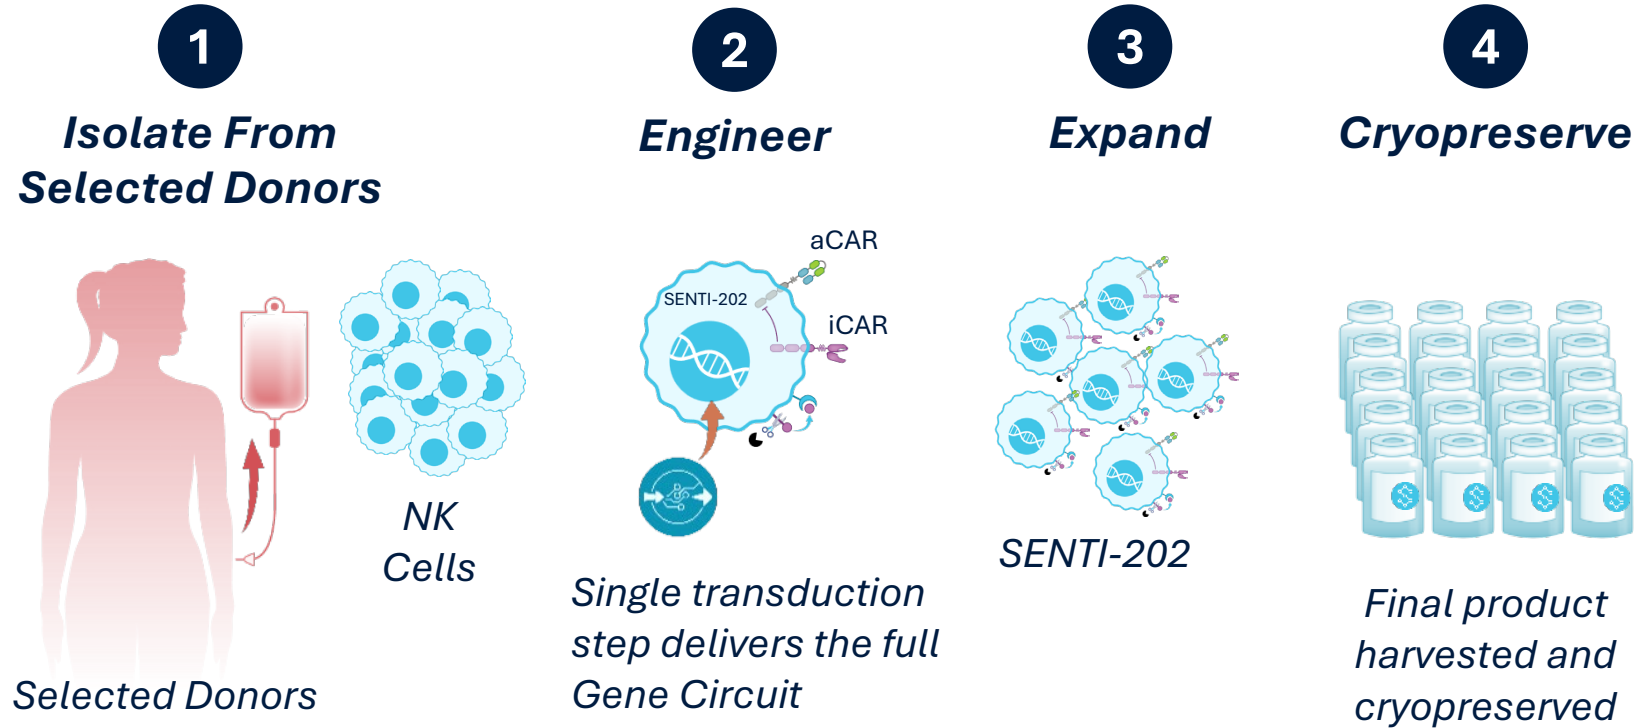 1
Isolate From
Selected Donors
NK
Cells
Selected Donors
2
Engineer
aCAR
SENTI-202
iCAR
Single transduction
step delivers the full
Gene Circuit
3
Expand
SENTI-202
4
Cryopreserve
Final product
harvested and
cryopreserved